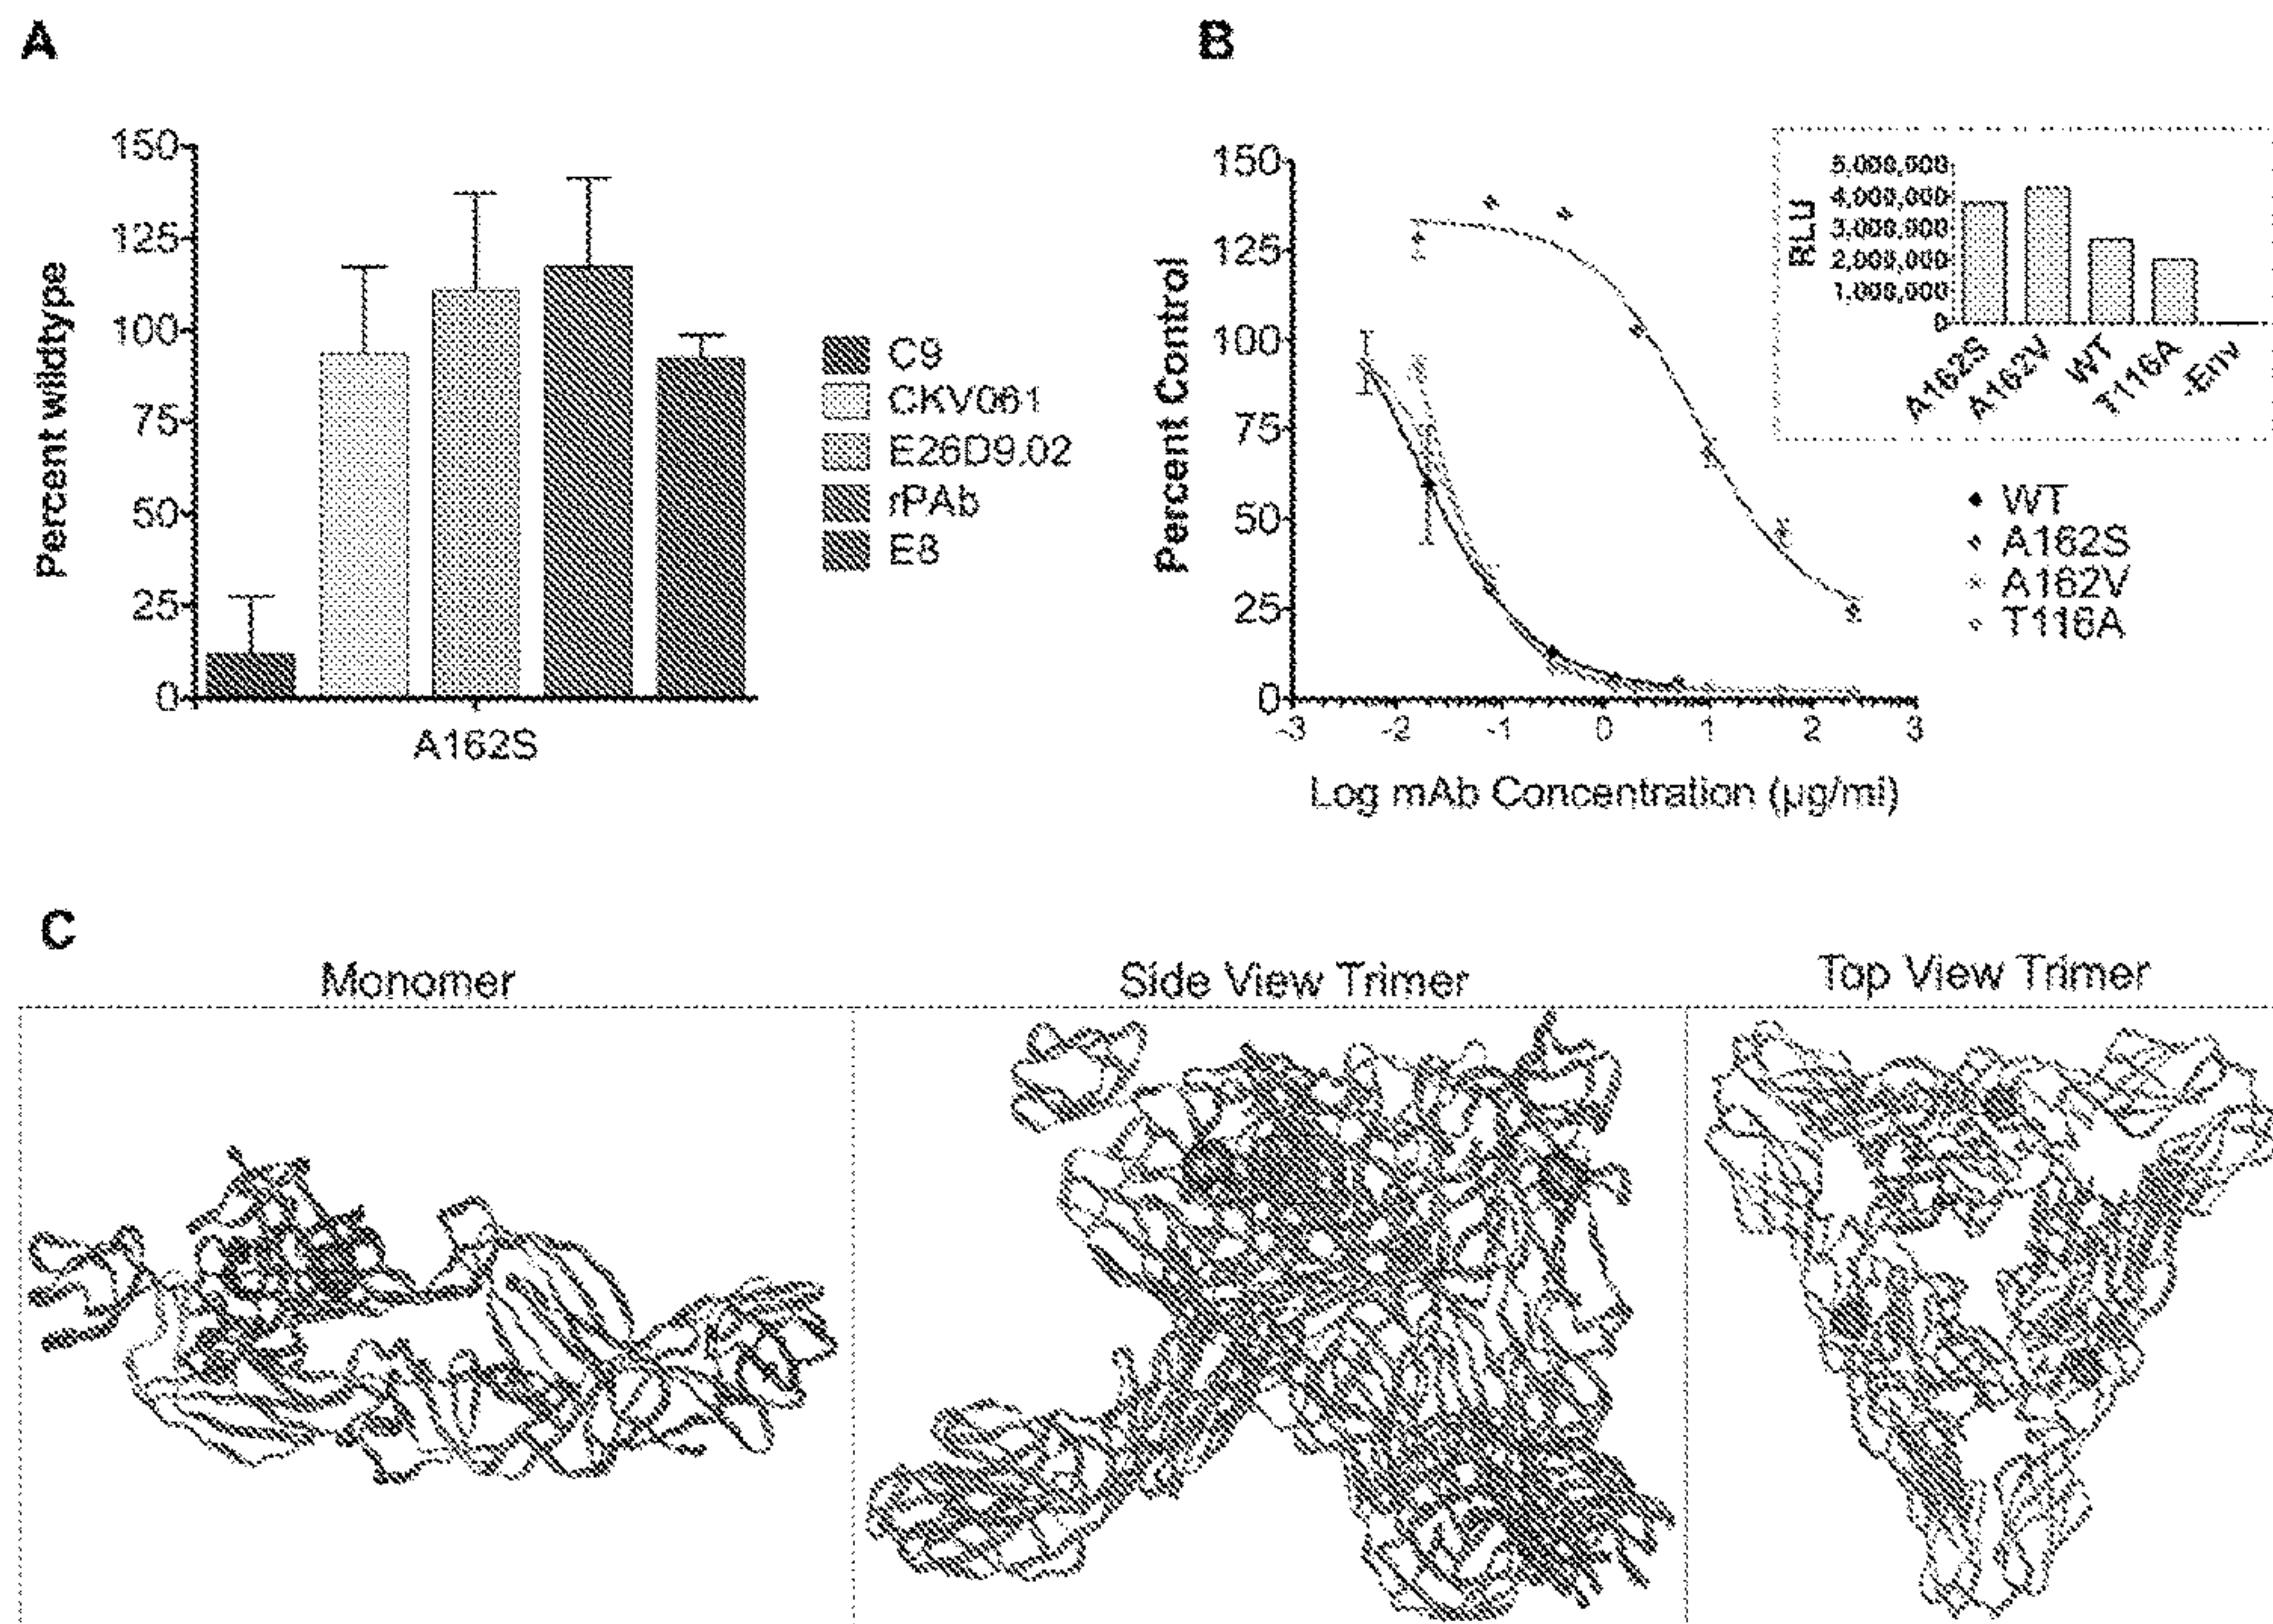 A
150
125
100
75
50
25
0
Percent wildtype
A162S
C9
CKV061
E26D9.02
rPAb
E8
B
150
125
100
75
50
25
0
Percent Control
-3 -2 -1 0 1 2 3
Log mAb Concentration (µg/ml)
RLU
5,000,000
4,000,000
3,000,000
2,000,000
1,000,000
0
A162S A162V WT T116A -Env
WT
A162S
A162V
T116A
C
Monomer
Side View Trimer
Top View Trimer